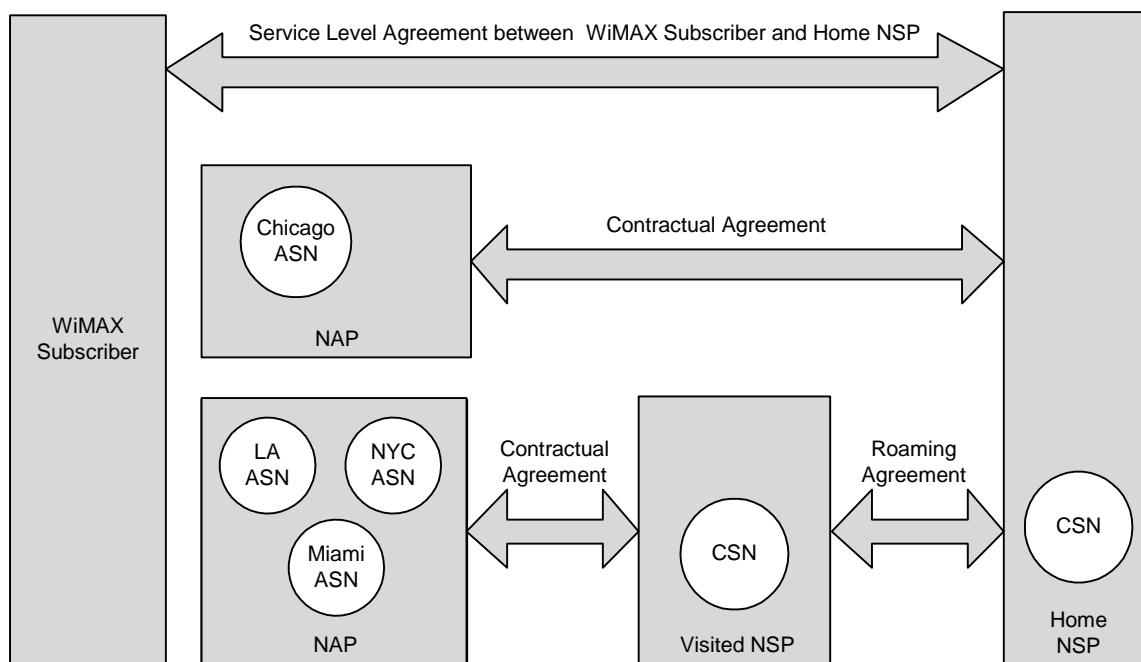 Service Level Agreement between WiMAX Subscriber and Home NSP
Chicago
ASN
Contractual Agreement
WiMAX
Subscriber
NAP
LA
ASN
NYC
ASN
Miami
ASN
NAP
Contractual
Agreement
CSN
Visited NSP
Roaming
Agreement
CSN
Home
NSP